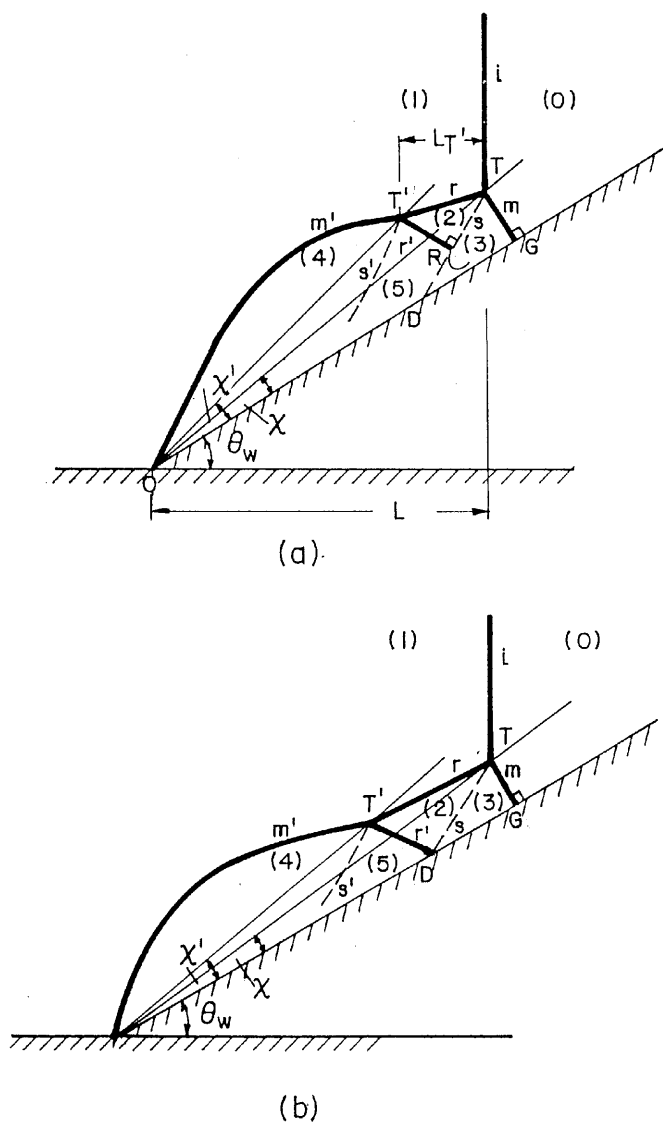 i
(1)
(0)
L_T'
T'
r
T
m'
(2)
s
m
(4)
r'
R
(3)
G
s'
(5)
D
χ'
χ
θ_w
O
L
(a)
(1)
i
(0)
T
r
T'
m
m'
(2)
(3)
r'
s
G
(4)
(5)
D
s'
χ'
χ
θ_w
(b)